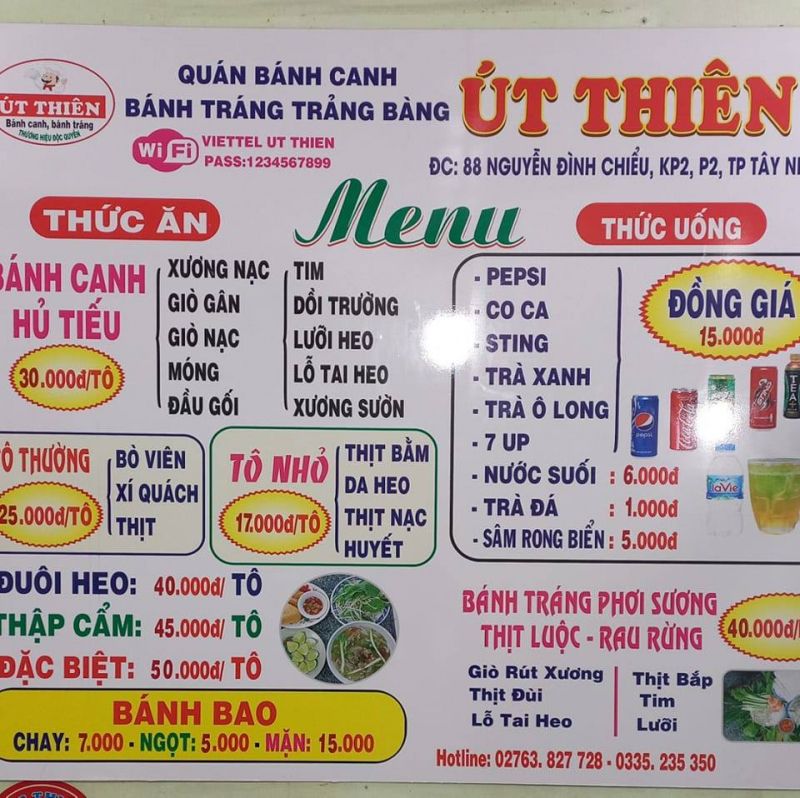 ÚT THIÊN
Bánh canh, bánh tráng
THƯƠNG HIỆU ĐỘC QUYỀN
QUÁN BÁNH CANH
BÁNH TRÁNG TRẢNG BÀNG
WiFi VIETTEL UT THIEN
PASS:1234567899
ÚT THIÊN
ĐC: 88 NGUYỄN ĐÌNH CHIỂU, KP2, P2, TP TÂY
Menu
THỨC ĂN
BÁNH CANH
HỦ TIẾU
30.000đ/TÔ
XƯƠNG NẠC
GIÒ GÂN
GIÒ NẠC
MÓNG
ĐẦU GỐI
TIM
DỒI TRƯỜNG
LƯỠI HEO
LỖ TAI HEO
XƯƠNG SƯỜN
TÔ THƯỜNG
25.000đ/TÔ
BÒ VIÊN
XÍ QUÁCH
THỊT
TÔ NHỎ
17.000đ/TÔ
THỊT BẰM
DA HEO
THỊT NẠC
HUYẾT
ĐUÔI HEO: 40.000đ/ TÔ
THẬP CẨM: 45.000đ/ TÔ
ĐẶC BIỆT: 50.000đ/ TÔ
BÁNH BAO
CHAY: 7.000 - NGỌT: 5.000 - MẶN: 15.000
THỨC UỐNG
- PEPSI
- CO CA
- STING
- TRÀ XANH
- TRÀ Ô LONG
- 7 UP
- NƯỚC SUỐI : 6.000đ
- TRÀ ĐÁ : 1.000đ
- SÂM RONG BIỂN : 5.000đ
ĐỒNG GIÁ
15.000đ
pepsi
TEA+
LaVie
BÁNH TRÁNG PHƠI SƯƠNG
THỊT LUỘC - RAU RỪNG
40.000đ/
Giò Rút Xương
Thịt Đùi
Lỗ Tai Heo
Thịt Bắp
Tim
Lưỡi
Hotline: 02763. 827 728 - 0335. 235 350